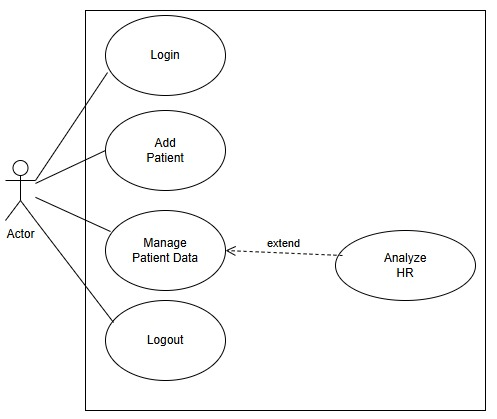 Login
Add
Patient
Actor
Manage
Patient Data
extend
Analyze
HR
Logout